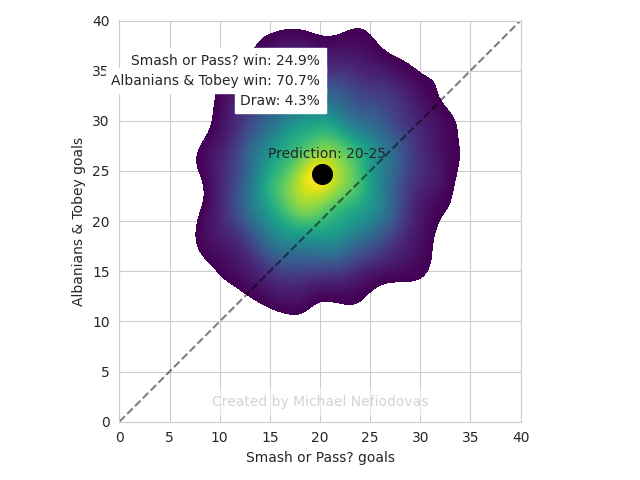 40
35
30
25
20
15
10
5
0
Albanians & Tobey goals
Smash or Pass? win: 24.9%
Albanians & Tobey win: 70.7%
Draw: 4.3%
Prediction: 20-25
Created by Michael Nefiodovas
0 5 10 15 20 25 30 35 40
Smash or Pass? goals